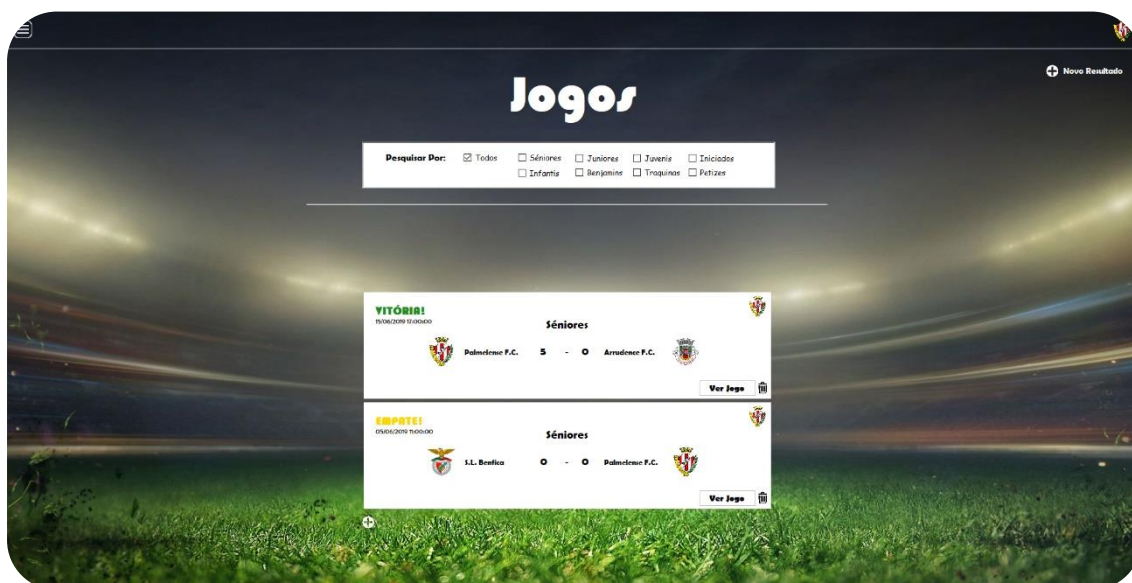 Novo Resultado
Jogos
Pesquisar Por: Todos Séniores Juniores Juvenis Iniciados
Infantis Benjamins Traquinas Petizes
VITÓRIA!
15/06/2019 17:00:00
Séniores
Palmelense F.C. 5 - 0 Arrudence F.C.
Ver Jogo
EMPATE!
05/06/2019 11:00:00
Séniores
S.L. Benfica 0 - 0 Palmelense F.C.
Ver Jogo